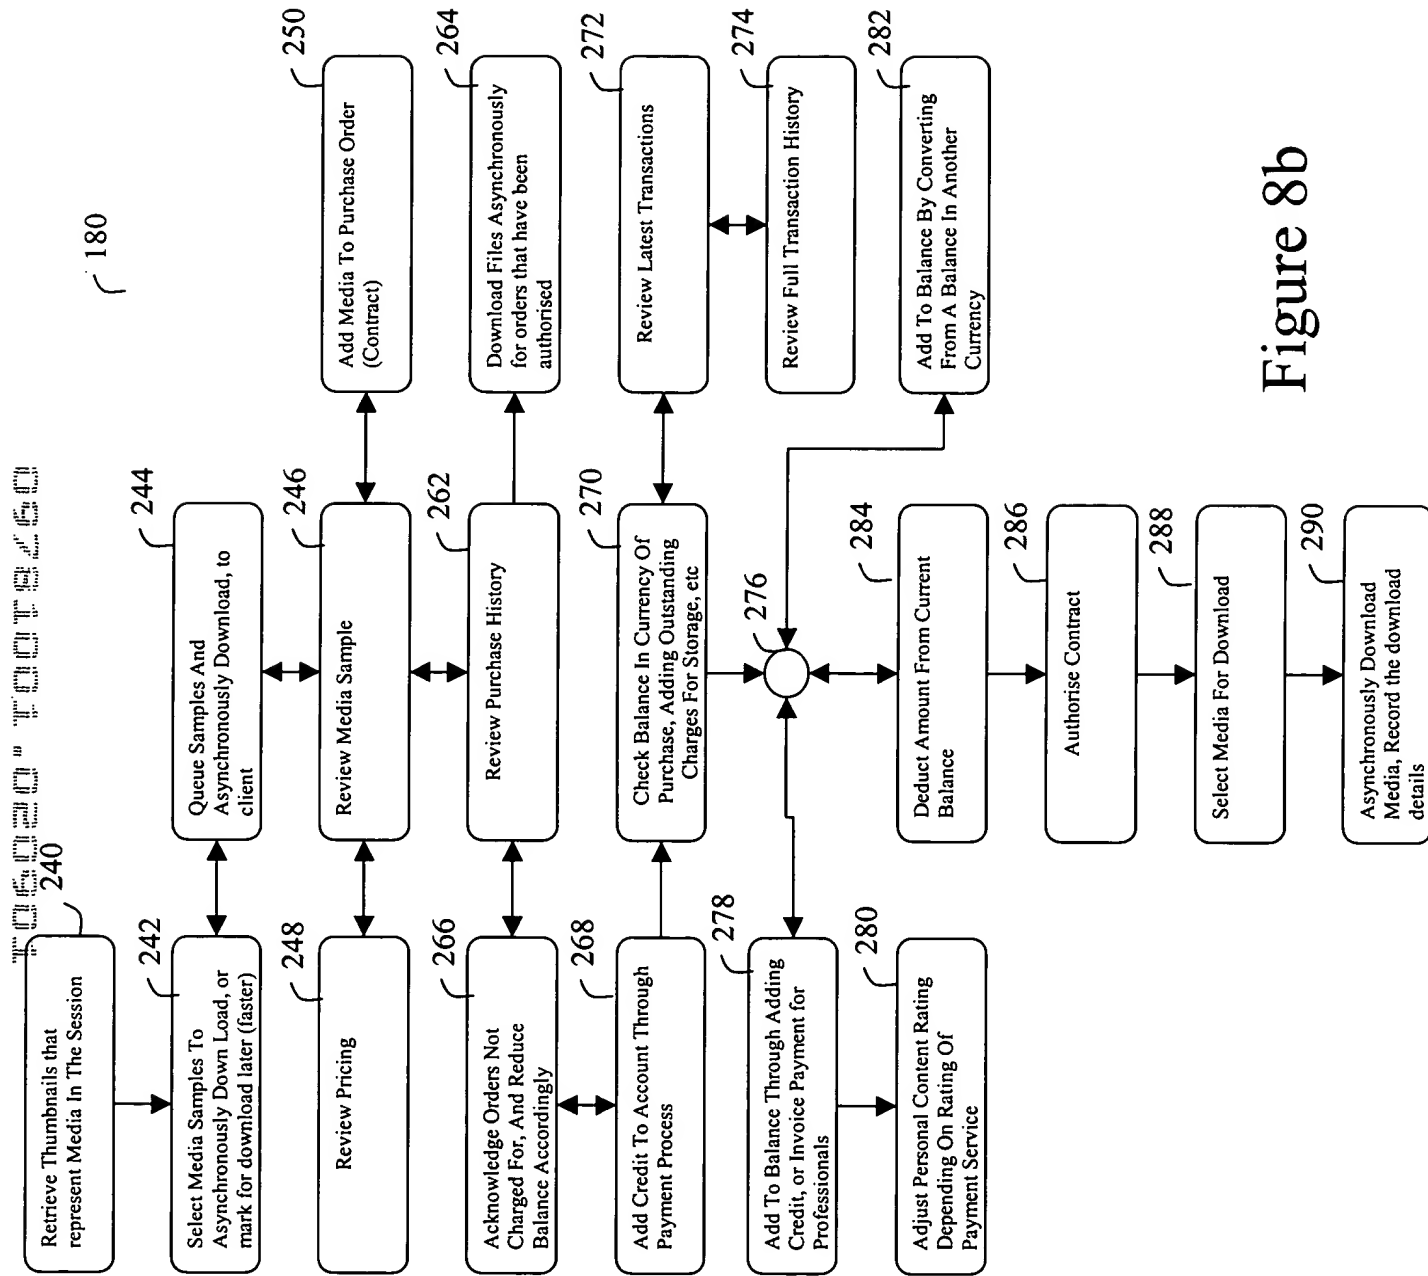 09781001.020601
180
240
Retrieve Thumbnails that
represent Media In The Session
242
Select Media Samples To
Asynchronously Down Load, or
mark for download later (faster)
244
Queue Samples And
Asynchronously Download, to
client
248
Review Pricing
246
Review Media Sample
250
Add Media To Purchase Order
(Contract)
266
Acknowledge Orders Not
Charged For, And Reduce
Balance Accordingly
262
Review Purchase History
264
Download Files Asynchronously
for orders that have been
authorised
268
Add Credit To Account Through
Payment Process
270
Check Balance In Currency Of
Purchase, Adding Outstanding
Charges For Storage, etc
272
Review Latest Transactions
274
Review Full Transaction History
276
278
Add To Balance Through Adding
Credit, or Invoice Payment for
Professionals
280
Adjust Personal Content Rating
Depending On Rating Of
Payment Service
282
Add To Balance By Converting
From A Balance In Another
Currency
284
Deduct Amount From Current
Balance
286
Authorise Contract
288
Select Media For Download
290
Asynchronously Download
Media, Record the download
details
Figure 8b